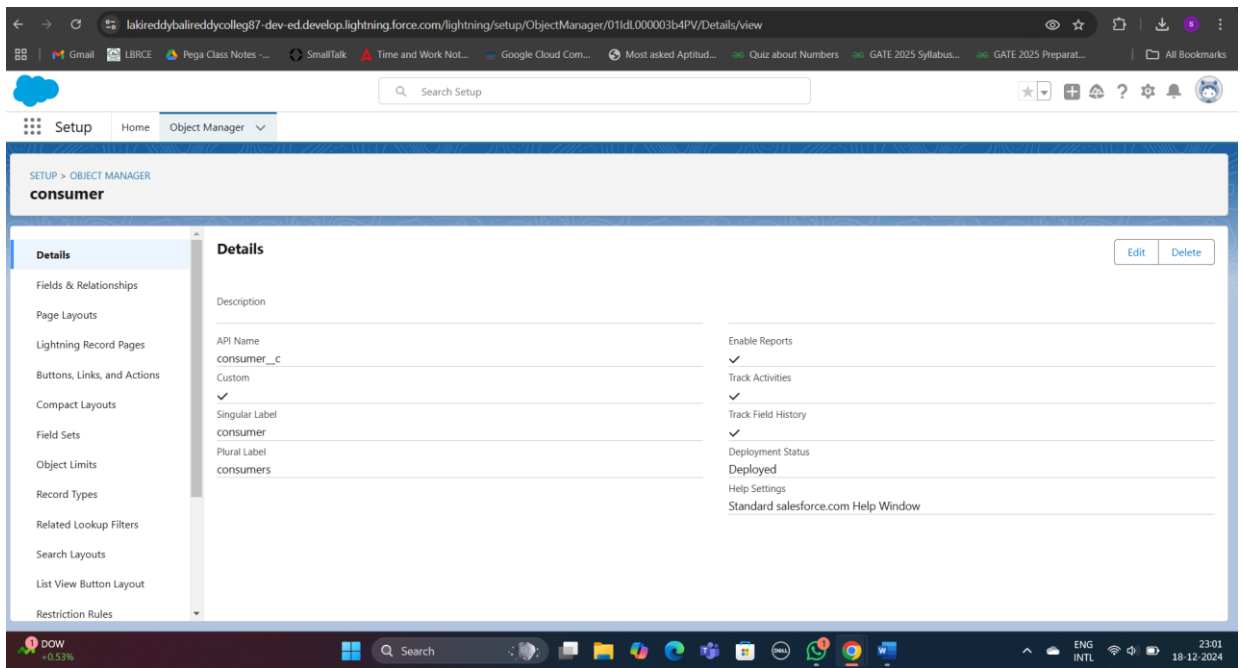 lakireddybalireddycolleg87-dev-ed.develop.lightning.force.com/lightning/setup/ObjectManager/01IdL000003b4PV/Details/view
S
Gmail LBRCE Pega Class Notes -... SmallTalk Time and Work Not... Google Cloud Com... Most asked Aptitud... Quiz about Numbers GATE 2025 Syllabus... GATE 2025 Preparat... All Bookmarks
Search Setup
Setup Home Object Manager
SETUP > OBJECT MANAGER
consumer
Details
Fields & Relationships
Page Layouts
Lightning Record Pages
Buttons, Links, and Actions
Compact Layouts
Field Sets
Object Limits
Record Types
Related Lookup Filters
Search Layouts
List View Button Layout
Restriction Rules
Details
Edit Delete
Description
API Name
consumer__c
Custom
Singular Label
consumer
Plural Label
consumers
Enable Reports
Track Activities
Track Field History
Deployment Status
Deployed
Help Settings
Standard salesforce.com Help Window
1 DOW
+0.53%
Search
DELL
ENG
INTL
23:01
18-12-2024